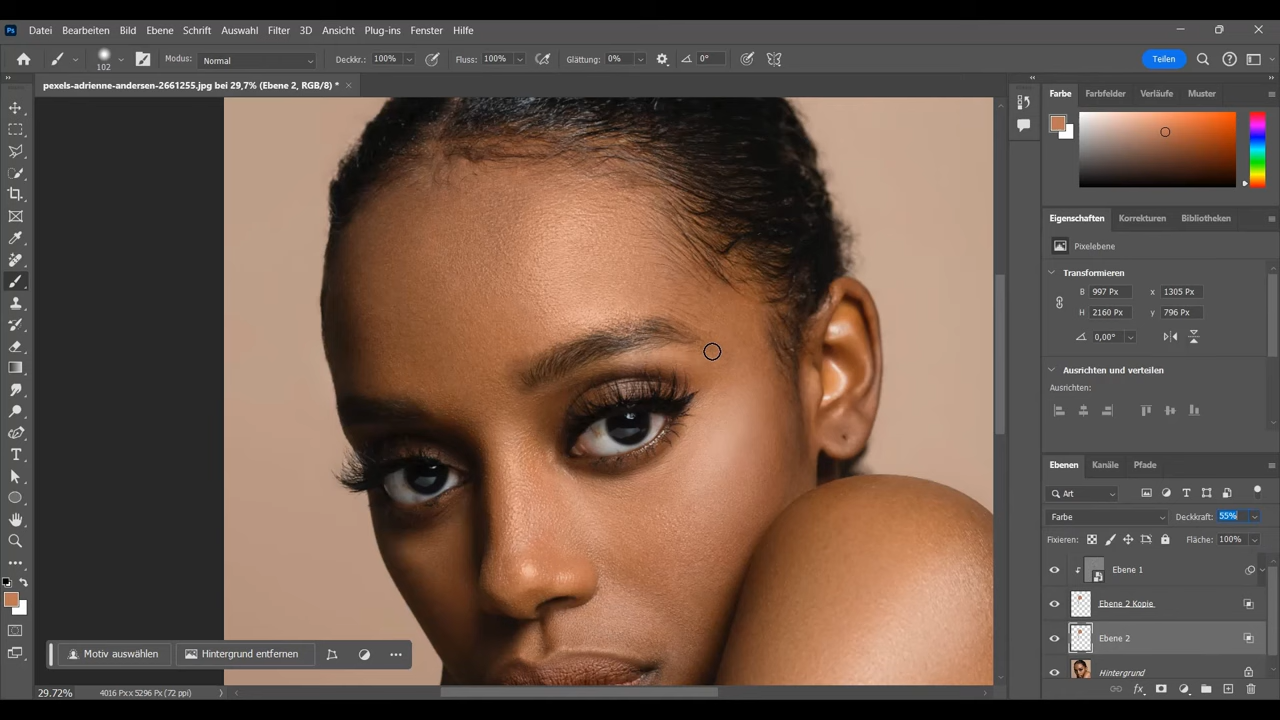 Ps Datei Bearbeiten Bild Ebene Schrift Auswahl Filter 3D Ansicht Plug-ins Fenster Hilfe
102 Modus: Normal Deckkr.: 100% Fluss: 100% Glättung: 0% 0° Teilen
pexels-adrienne-andersen-2661255.jpg bei 29,7% (Ebene 2, RGB/8) *
Farbe Farbfelder Verläufe Muster
Eigenschaften Korrekturen Bibliotheken
Pixelebene
Transformieren
B 997 Px x 1305 Px
H 2160 Px y 796 Px
0,00°
Ausrichten und verteilen
Ausrichten:
Ebenen Kanäle Pfade
Art
Farbe Deckkraft: 55%
Fixieren: Fläche: 100%
Ebene 1
Ebene 2 Kopie
Ebene 2
Hintergrund
Motiv auswählen Hintergrund entfernen
29.72% 4016 Px x 5296 Px (72 ppi)